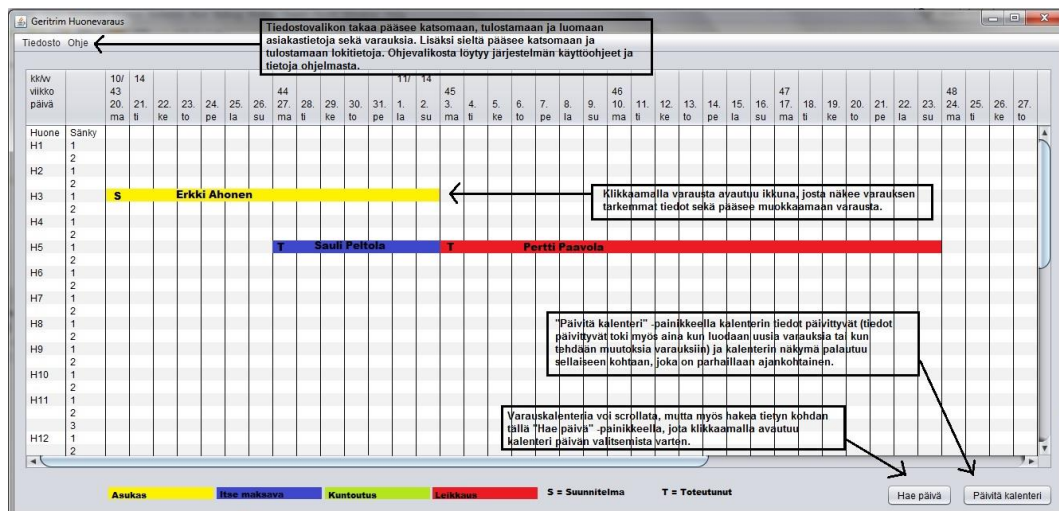 Geritrim Huonevaraus
Tiedosto Ohje
Tiedostovalikon takaa pääsee katsomaan, tulostamaan ja luomaan
asiakastietoja sekä varauksia. Lisäksi sieltä pääsee katsomaan ja
tulostamaan lokitietoja. Ohjevalikosta löytyy järjestelmän käyttöohjeet ja
tietoja ohjelmasta.
kk/vv 10/ 14 11/ 14
viikko 43 44 45 46 47 48
päivä 20. 21. 22. 23. 24. 25. 26. 27. 28. 29. 30. 31. 1. 2. 3. 4. 5. 6. 7. 8. 9. 10. 11. 12. 13. 14. 15. 16. 17. 18. 19. 20. 21. 22. 23. 24. 25. 26. 27.
ma ti ke to pe la su ma ti ke to pe la su ma ti ke to pe la su ma ti ke to pe la su ma ti ke to pe la su ma ti ke to
Huone Sänky
H1 1
2
H2 1
2
H3 1 S Erkki Ahonen
2
Klikkaamalla varausta avautuu ikkuna, josta näkee varauksen
tarkemmat tiedot sekä pääsee muokkaamaan varausta.
H4 1
2
H5 1 T Sauli Peltola T Pertti Paavola
2
H6 1
2
H7 1
2
H8 1
2
H9 1
2
H10 1
2
H11 1
2
3
H12 1
2
"Päivitä kalenteri" -painikkeella kalenterin tiedot päivittyvät (tiedot
päivittyvät toki myös aina kun luodaan uusia varauksia tai kun
tehdään muutoksia varauksiin) ja kalenterin näkymä palautuu
sellaiseen kohtaan, joka on parhaillaan ajankohtainen.
Varauskalenteria voi scrollata, mutta myös hakea tietyn kohdan
tällä "Hae päivä" -painikkeella, jota klikkaamalla avautuu
kalenteri päivän valitsemista varten.
Asukas Itse maksava Kuntoutus Leikkaus S = Suunnitelma T = Toteutunut Hae päivä Päivitä kalenteri